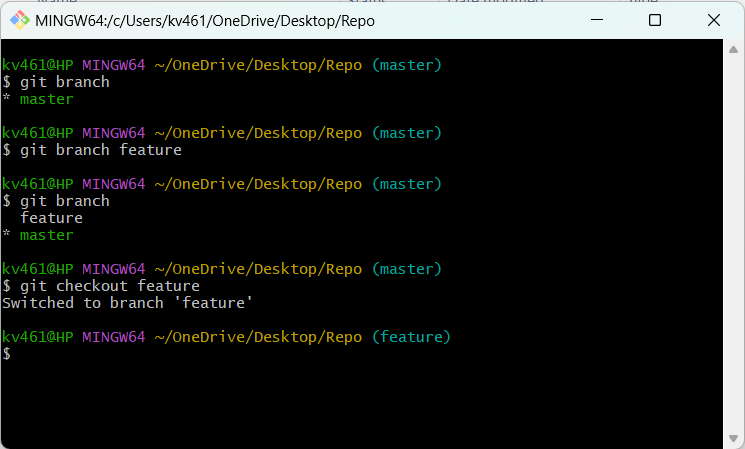 MINGW64:/c/Users/kv461/OneDrive/Desktop/Repo
kv461@HP MINGW64 ~/OneDrive/Desktop/Repo (master)
$ git branch
* master
kv461@HP MINGW64 ~/OneDrive/Desktop/Repo (master)
$ git branch feature
kv461@HP MINGW64 ~/OneDrive/Desktop/Repo (master)
$ git branch
  feature
* master
kv461@HP MINGW64 ~/OneDrive/Desktop/Repo (master)
$ git checkout feature
Switched to branch 'feature'
kv461@HP MINGW64 ~/OneDrive/Desktop/Repo (feature)
$